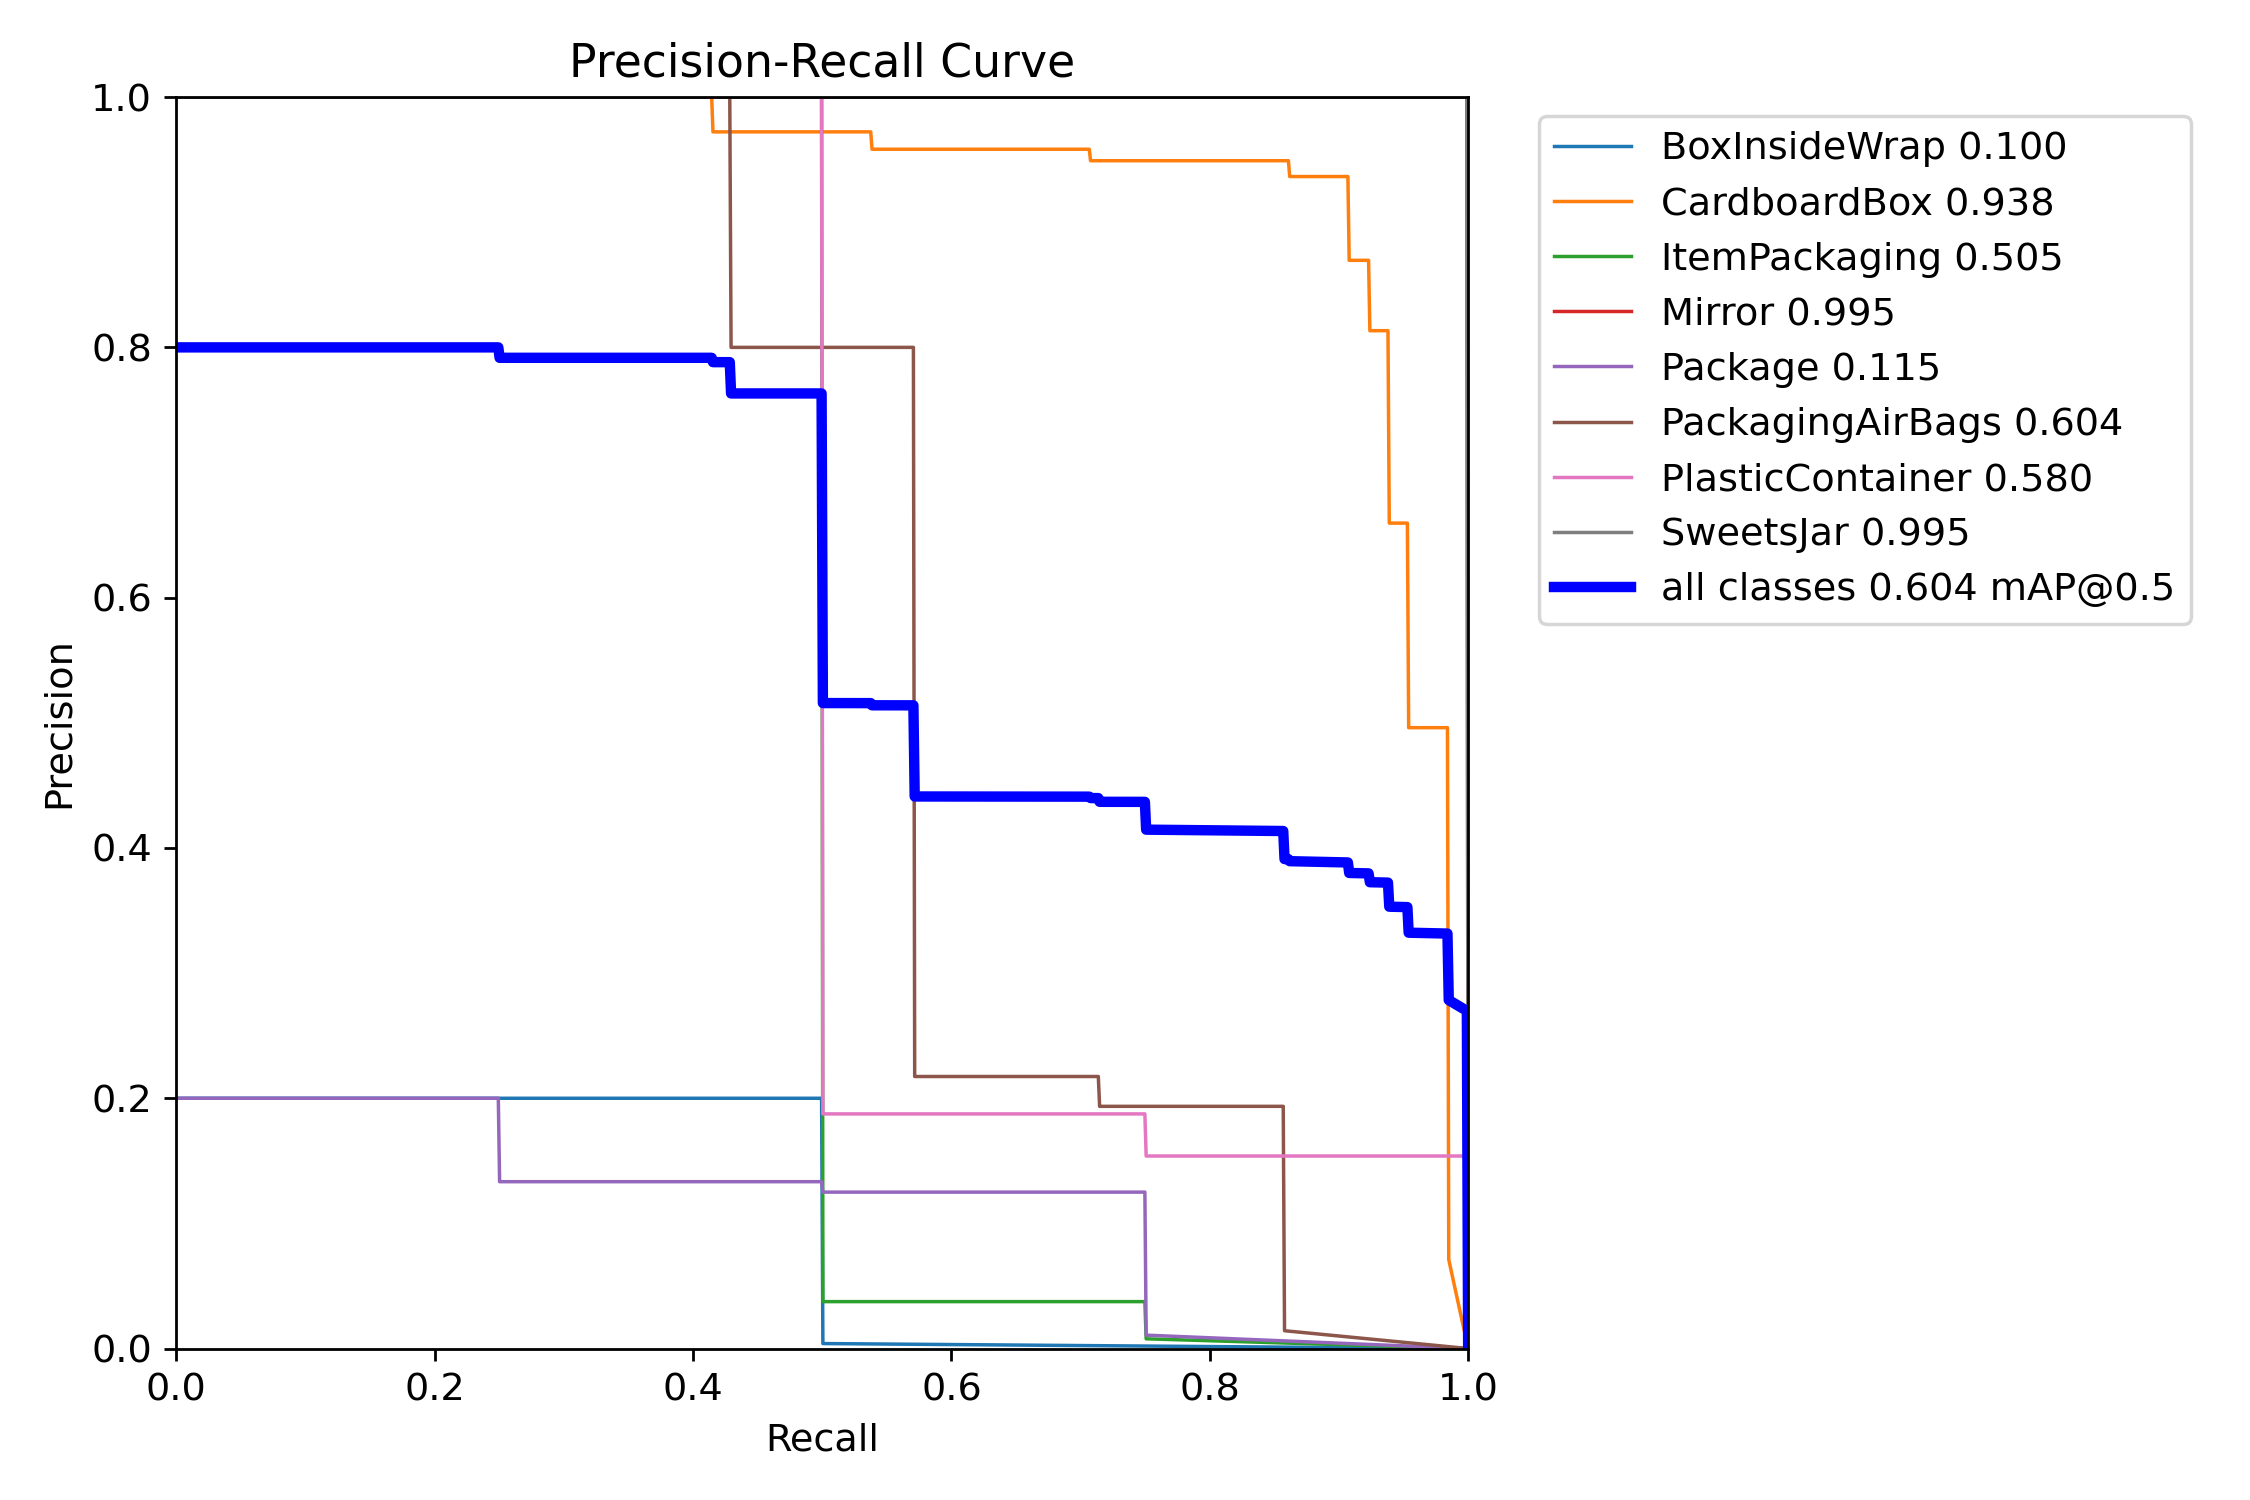 Precision-Recall Curve
1.0
0.8
0.6
0.4
0.2
0.0
Precision
0.0 0.2 0.4 0.6 0.8 1.0
Recall
BoxInsideWrap 0.100
CardboardBox 0.938
ItemPackaging 0.505
Mirror 0.995
Package 0.115
PackagingAirBags 0.604
PlasticContainer 0.580
SweetsJar 0.995
all classes 0.604 mAP@0.5